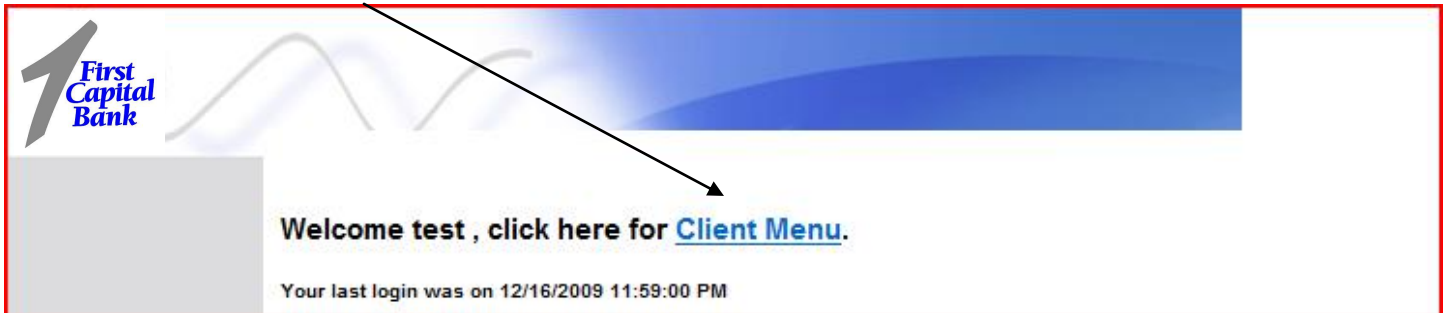 First
Capital
Bank
Welcome test , click here for Client Menu.
Your last login was on 12/16/2009 11:59:00 PM